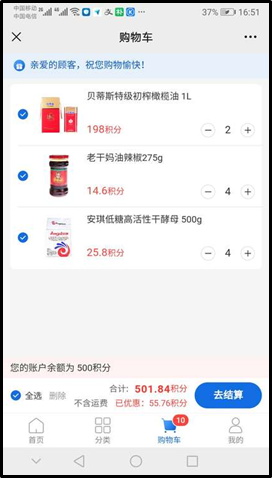 中国移动
中国电信
37%
16:51
购物车
亲爱的顾客，祝您购物愉快！
贝蒂斯特级初榨橄榄油 1L
198积分
2
老干妈油辣椒275g
14.6积分
4
安琪低糖高活性干酵母 500g
25.8积分
4
您的账户余额为 500积分
全选
删除
合计：501.84积分
不含运费
已优惠：55.76积分
去结算
首页
分类
10
购物车
我的